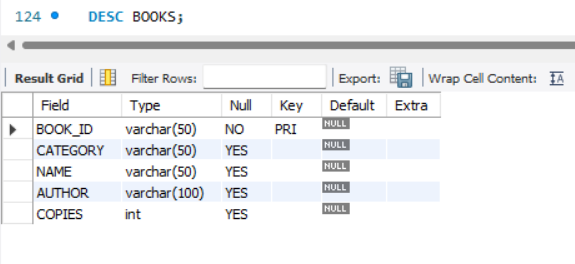 124 DESC BOOKS;
Result Grid Filter Rows: Export: Wrap Cell Content: IA
Field Type Null Key Default Extra
BOOK_ID varchar(50) NO PRI NULL
CATEGORY varchar(50) YES NULL
NAME varchar(50) YES NULL
AUTHOR varchar(100) YES NULL
COPIES int YES NULL